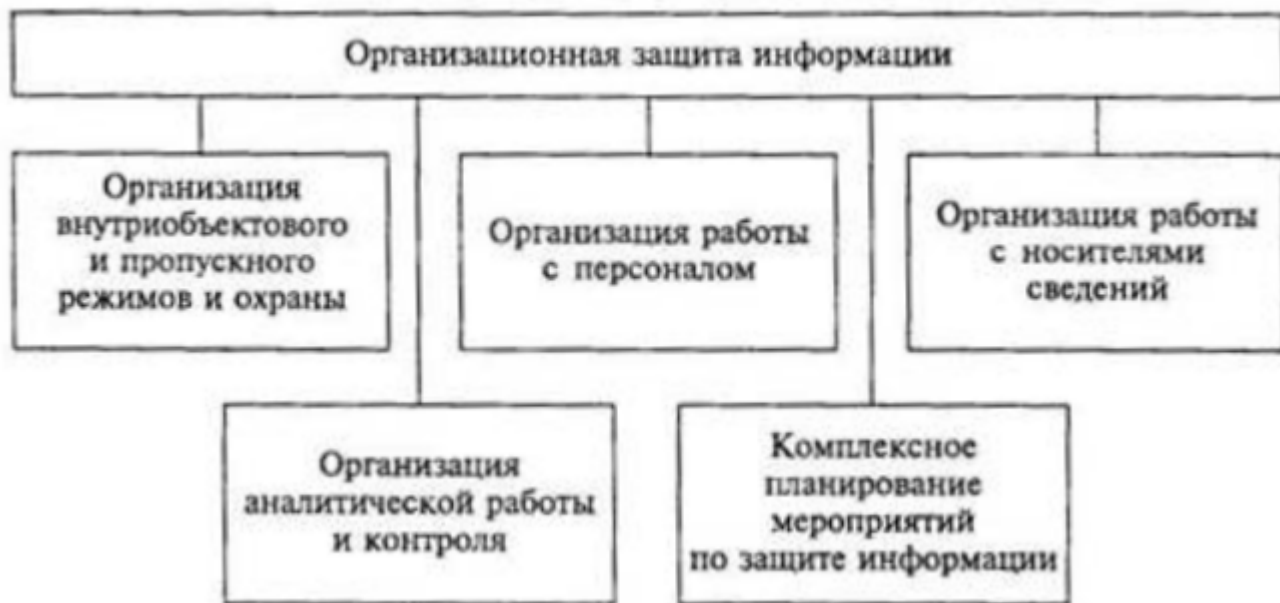 Организационная защита информации
Организация
внутриобъектового
и пропускного
режимов и охраны
Организация работы
с персоналом
Организация работы
с носителями
сведений
Организация
аналитической работы
и контроля
Комплексное
планирование
мероприятий
по защите информации